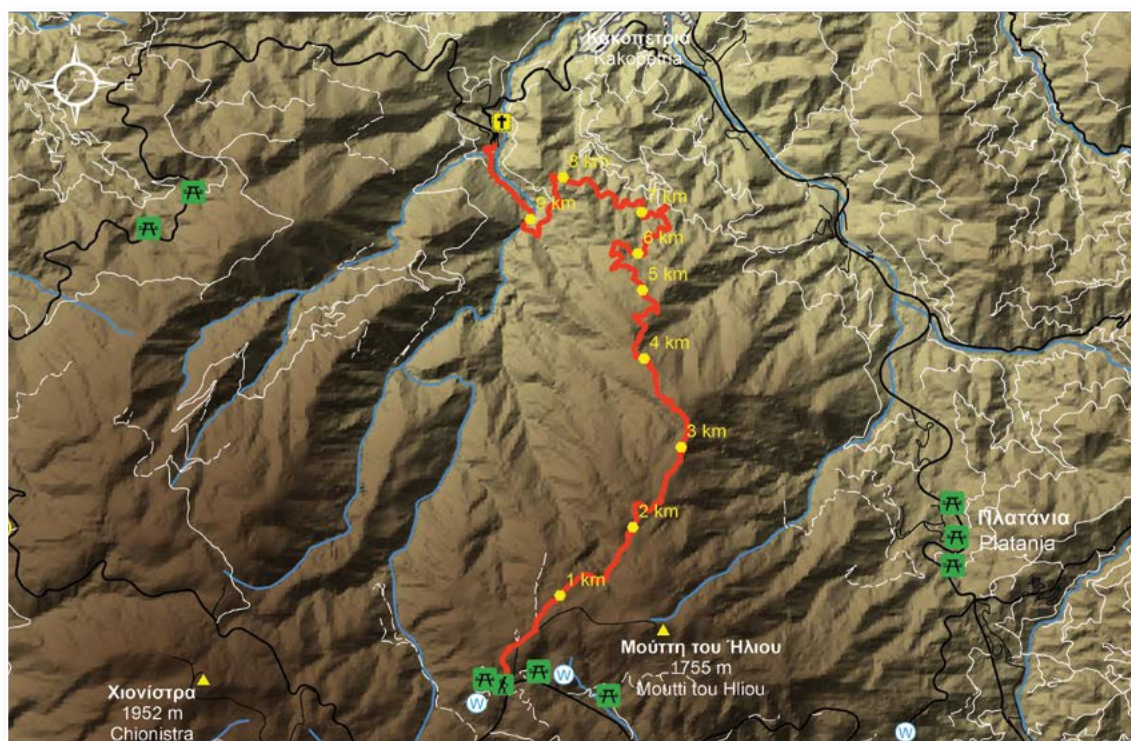 N
W
E
Κακοπετριά
Kakopetria
8 km
7 km
9 km
6 km
5 km
4 km
3 km
2 km
1 km
Πλατάνια
Platania
Μούττη του Ήλιου
1755 m
Moutti tou Hliou
Χιονίστρα
1952 m
Chionistra
W
W
W